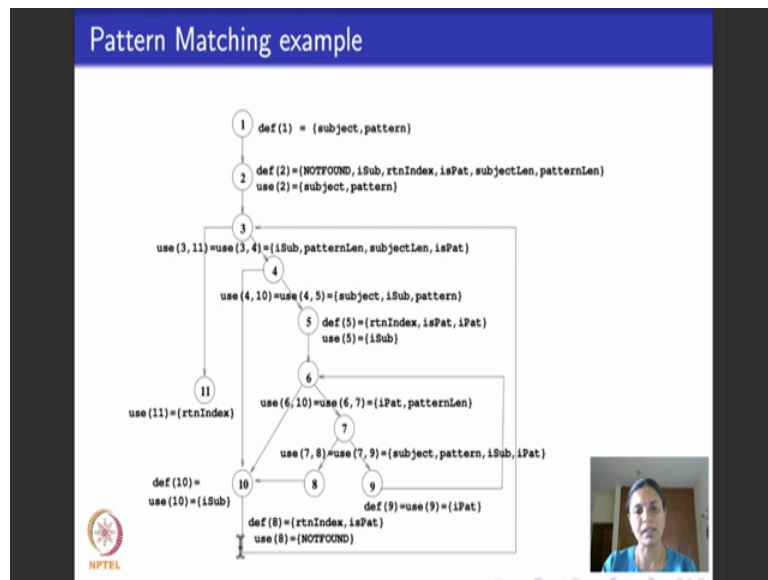 Pattern Matching example
1
def(1) = {subject,pattern}
2
def(2)={NOTFOUND,iSub,rtnIndex,isPat,subjectLen,patternLen}
use(2)={subject,pattern}
3
use(3,11)=use(3,4)={iSub,patternLen,subjectLen,isPat}
4
use(4,10)=use(4,5)={subject,iSub,pattern}
5
def(5)={rtnIndex,isPat,iPat}
use(5)={iSub}
6
11
use(6,10)=use(6,7)={iPat,patternLen}
use(11)={rtnIndex}
7
use(7,8)=use(7,9)={subject,pattern,iSub,iPat}
def(10)=
use(10)={iSub}
10
8
9
def(9)=use(9)={iPat}
def(8)={rtnIndex,isPat}
use(8)={NOTFOUND}
NPTEL